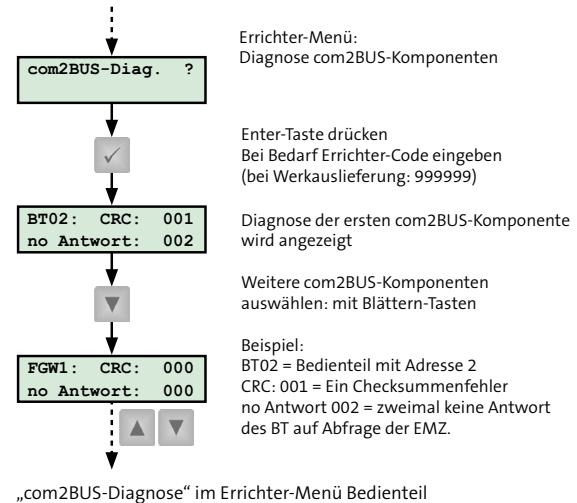 Errichter-Menü:
Diagnose com2BUS-Komponenten
com2BUS-Diag. ?
Enter-Taste drücken
Bei Bedarf Errichter-Code eingeben
(bei Werkauslieferung: 999999)
BT02: CRC: 001
no Antwort: 002
Diagnose der ersten com2BUS-Komponente
wird angezeigt
Weitere com2BUS-Komponenten
auswählen: mit Blättern-Tasten
FGW1: CRC: 000
no Antwort: 000
Beispiel:
BT02 = Bedienteil mit Adresse 2
CRC: 001 = Ein Checksummenfehler
no Antwort 002 = zweimal keine Antwort
des BT auf Abfrage der EMZ.
„com2BUS-Diagnose“ im Errichter-Menü Bedienteil